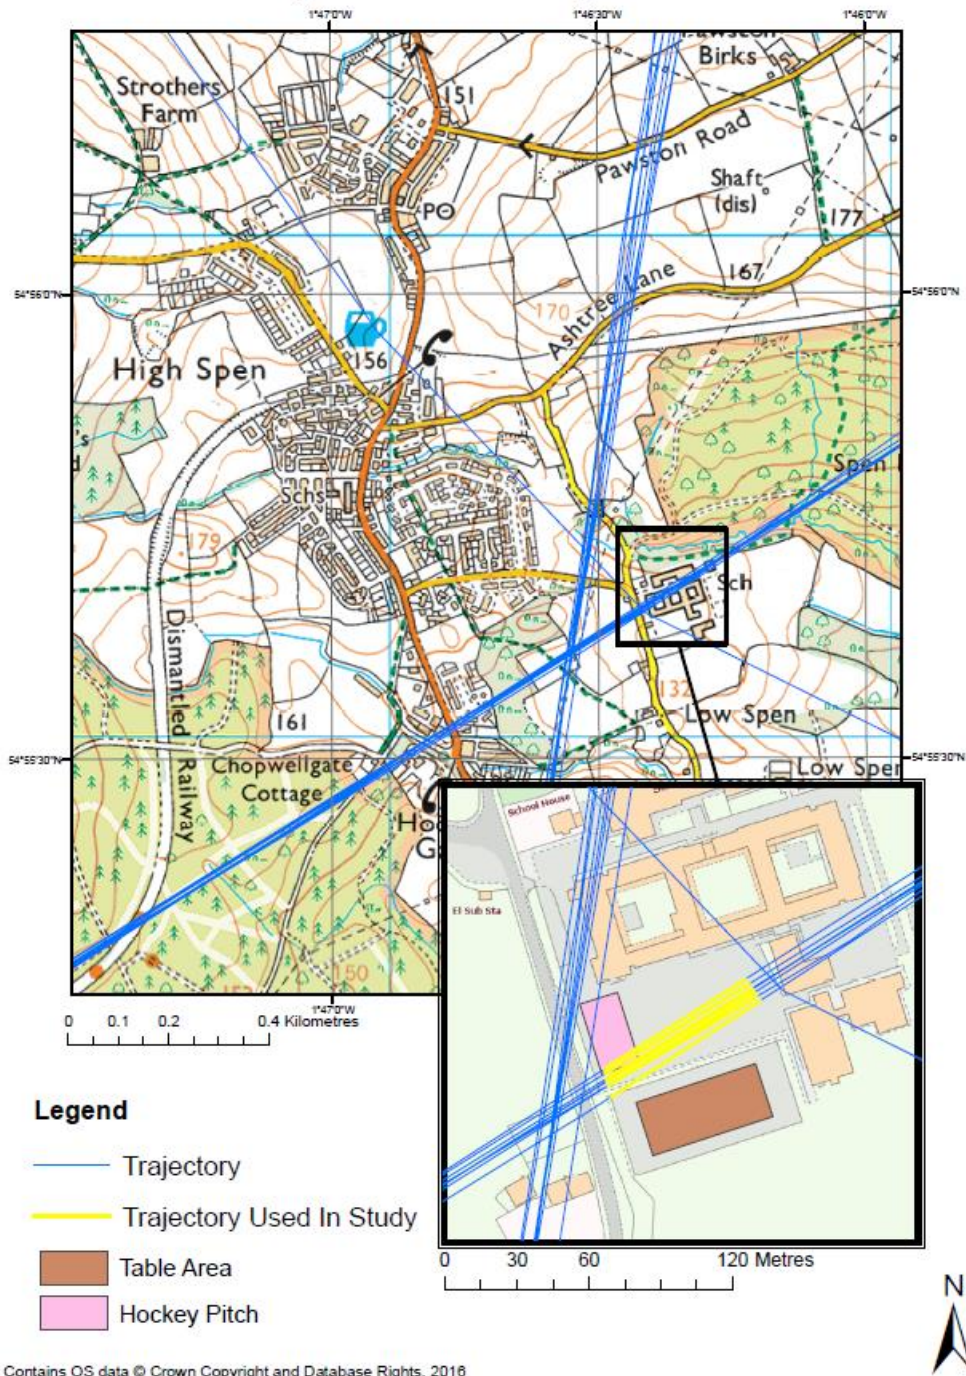 1°47'0"W
1°46'30"W
1°46'0"W
Pawston
Birks
Strothers
Farm
151
Pawston Road
PO
Shaft
(dis)
177
167
54°56'0"N
54°56'0"N
170
Ashtree Lane
156
High Spen
Spen
Schs
179
Sch
Dismantled Railway
132
161
Low Spen
54°55'30"N
54°55'30"N
Chopwellgate
Cottage
Low Spen
150
School House
El Sub Sta
1°47'0"W
0 0.1 0.2 0.4 Kilometres
Legend
Trajectory
Trajectory Used In Study
Table Area
Hockey Pitch
0 30 60 120 Metres
N
Contains OS data © Crown Copyright and Database Rights, 2016